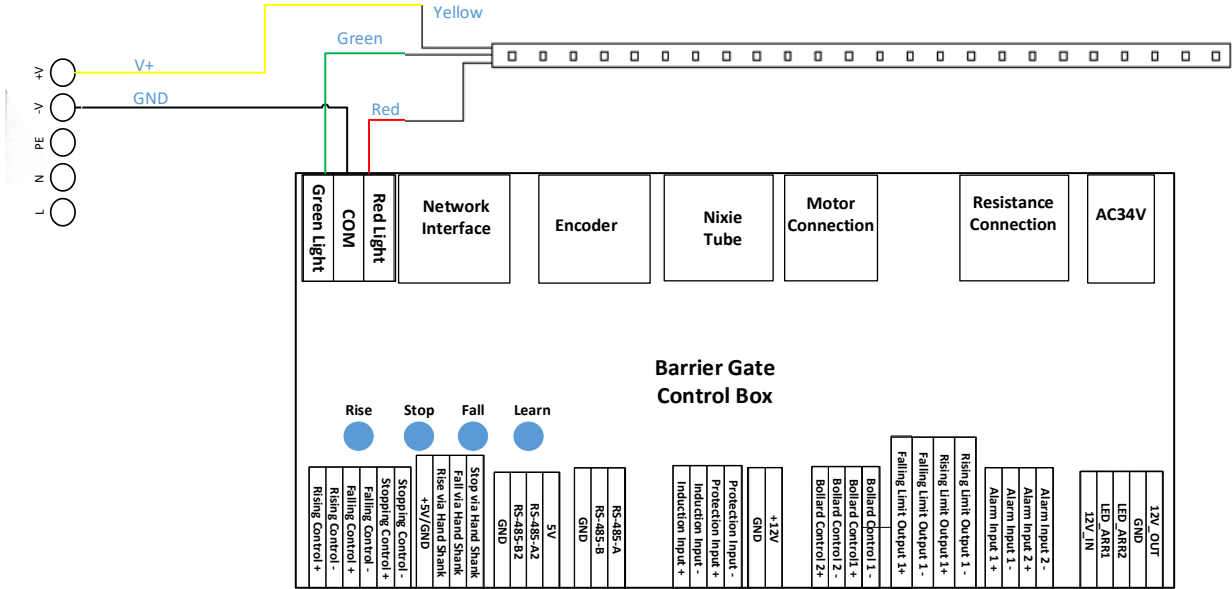 Yellow
Green
+V
V+
-V
GND
Red
PE
N
L
Green Light
COM
Red Light
Network
Interface
Encoder
Nixie
Tube
Motor
Connection
Resistance
Connection
AC34V
Barrier Gate
Control Box
Rise
Stop
Fall
Learn
Rising Control +
Rising Control -
Falling Control +
Falling Control -
Stopping Control +
Stopping Control -
+5V/GND
Rise via Hand Shank
Fall via Hand Shank
Stop via Hand Shank
GND
RS-485-B2
RS-485-A2
5V
GND
RS-485-B
RS-485-A
Induction Input +
Induction Input -
Protection Input +
Protection Input -
GND
+12V
Bollard Control 2+
Bollard Control 2 -
Bollard Control1 +
Bollard Control 1 -
Falling Limit Output 1+
Falling Limit Output 1 -
Rising Limit Output 1+
Rising Limit Output 1 -
Alarm Input 1 +
Alarm Input 1 -
Alarm Input 2 +
Alarm Input 2 -
12V_IN
LED_ARR1
LED_ARR2
GND
12V_OUT